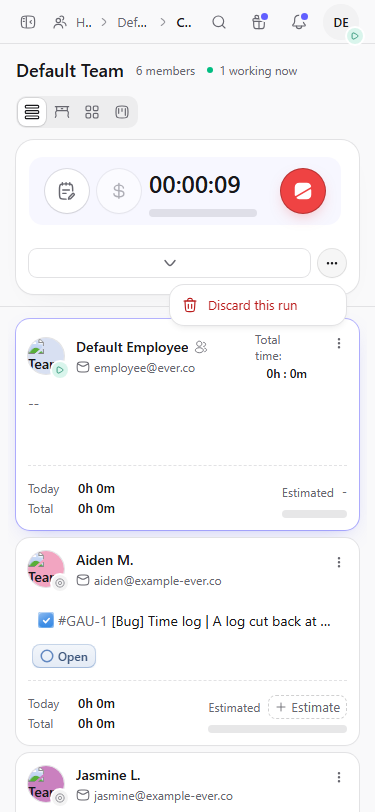 H.. > Def... > C.. DE
Default Team 6 members 1 working now
00:00:09
Discard this run
Default Employee
employee@ever.co
Total time:
0h : 0m
--
Today 0h 0m
Total 0h 0m
Estimated -
Aiden M.
aiden@example-ever.co
#GAU-1 [Bug] Time log | A log cut back at ...
Open
Today 0h 0m
Total 0h 0m
Estimated + Estimate
Jasmine L.
jasmine@example-ever.co